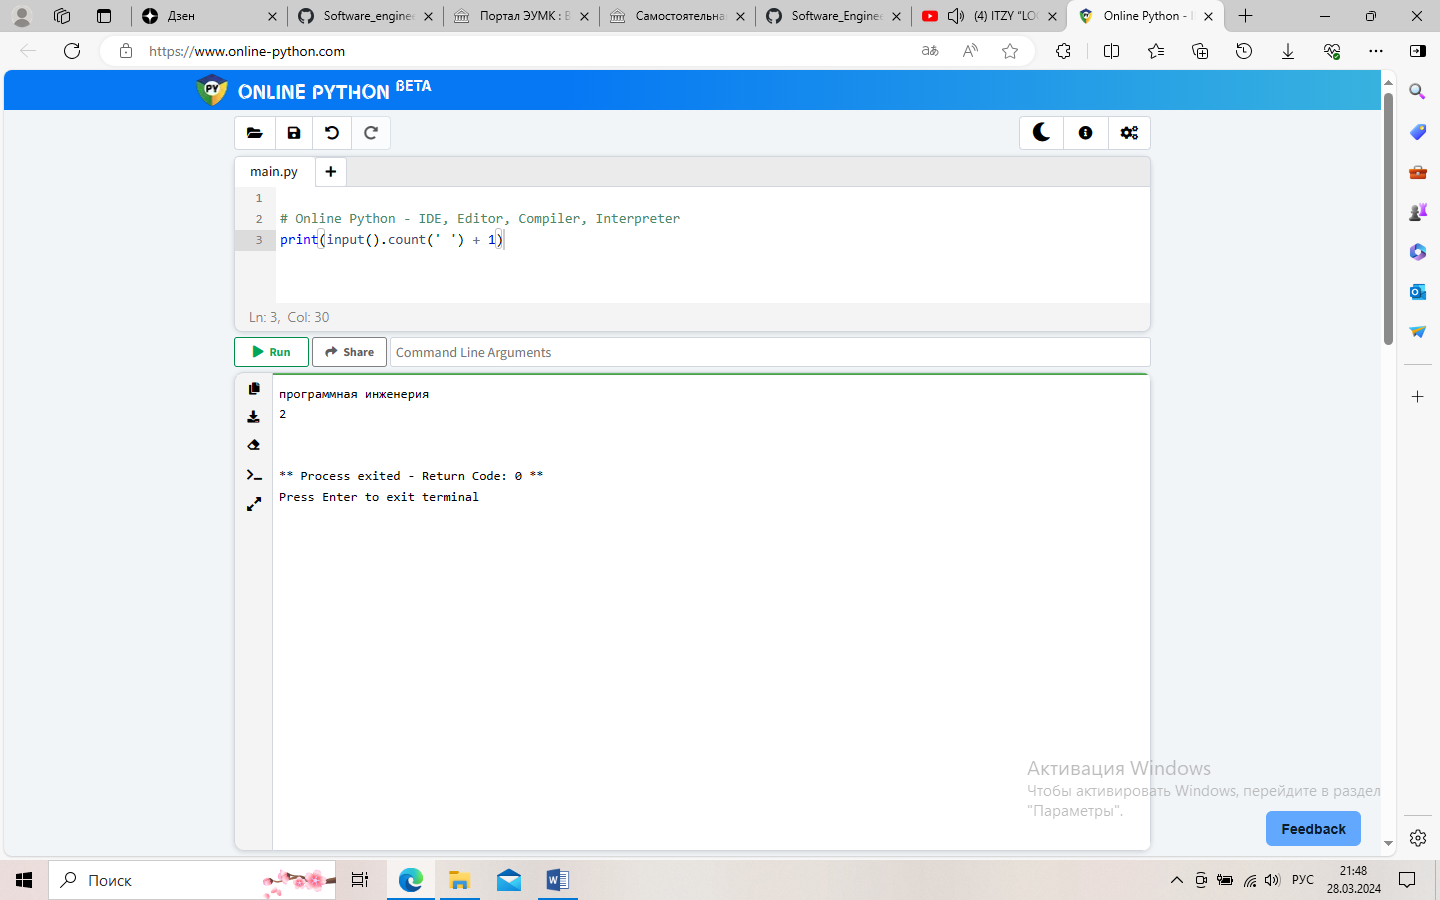 Дзен
Software_engine
Портал ЭУМК : В
Самостоятельна
Software_Enginee
(4) ITZY “LO
Online Python - I
https://www.online-python.com
ONLINE PYTHON BETA
main.py
1
2 # Online Python - IDE, Editor, Compiler, Interpreter
3 print(input().count(' ') + 1)
Ln: 3, Col: 30
Run Share Command Line Arguments
программная инженерия
2
** Process exited - Return Code: 0 **
Press Enter to exit terminal
Активация Windows
Чтобы активировать Windows, перейдите в раздел
"Параметры".
Feedback
Поиск
РУС
21:48
28.03.2024